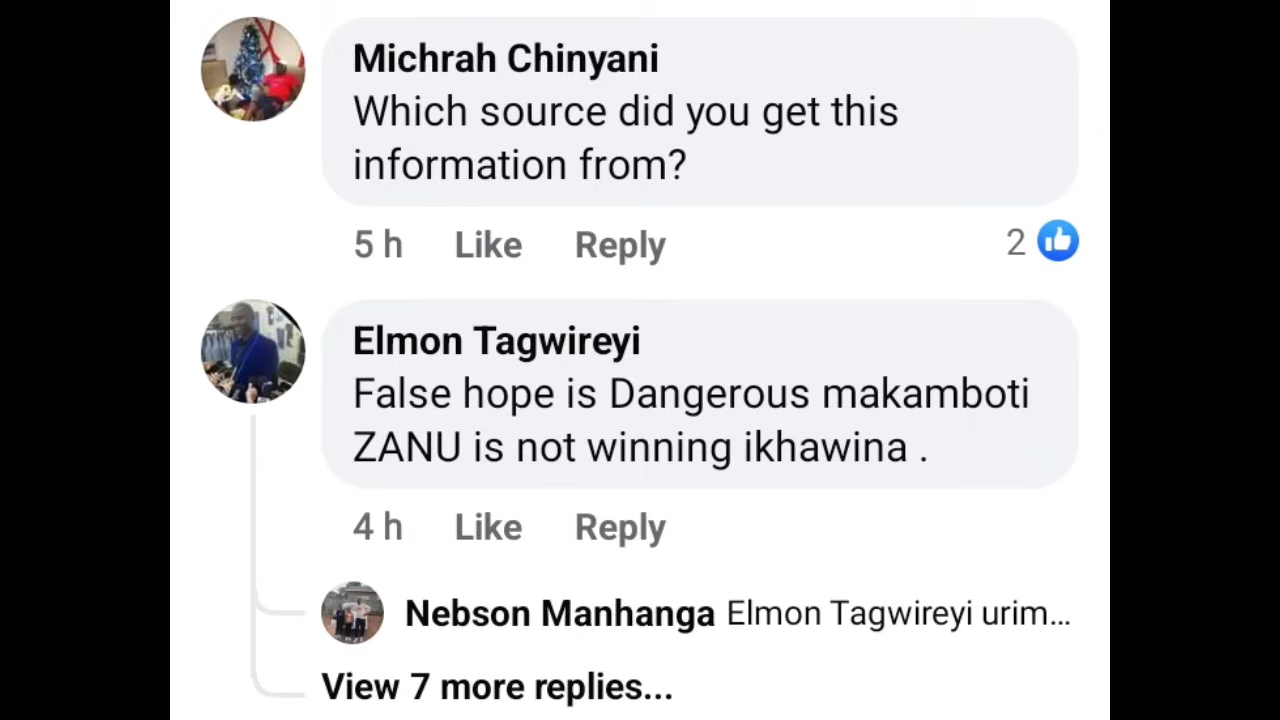 Michrah Chinyani
Which source did you get this
information from?
5 h Like Reply 2
Elmon Tagwireyi
False hope is Dangerous makamboti
ZANU is not winning ikhawina .
4 h Like Reply
Nebson Manhanga Elmon Tagwireyi urim...
View 7 more replies...